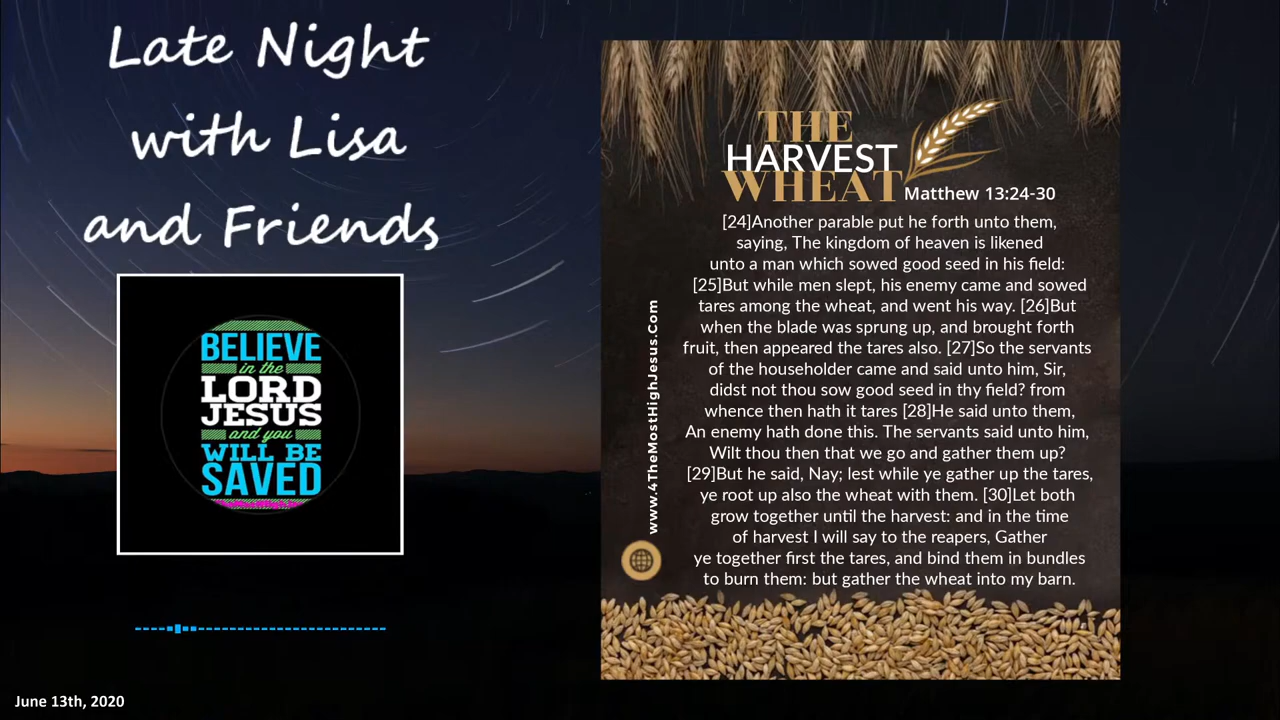 Late Night
with Lisa
and Friends
BELIEVE
in the
LORD
JESUS
and you
WILL BE
SAVED
June 13th, 2020
THE
HARVEST
WHEAT
Matthew 13:24-30
[24]Another parable put he forth unto them,
saying, The kingdom of heaven is likened
unto a man which sowed good seed in his field:
[25]But while men slept, his enemy came and sowed
tares among the wheat, and went his way. [26]But
when the blade was sprung up, and brought forth
fruit, then appeared the tares also. [27]So the servants
of the householder came and said unto him, Sir,
didst not thou sow good seed in thy field? from
whence then hath it tares [28]He said unto them,
An enemy hath done this. The servants said unto him,
Wilt thou then that we go and gather them up?
[29]But he said, Nay; lest while ye gather up the tares,
ye root up also the wheat with them. [30]Let both
grow together until the harvest: and in the time
of harvest I will say to the reapers, Gather
ye together first the tares, and bind them in bundles
to burn them: but gather the wheat into my barn.
www.4TheMostHighJesus.Com